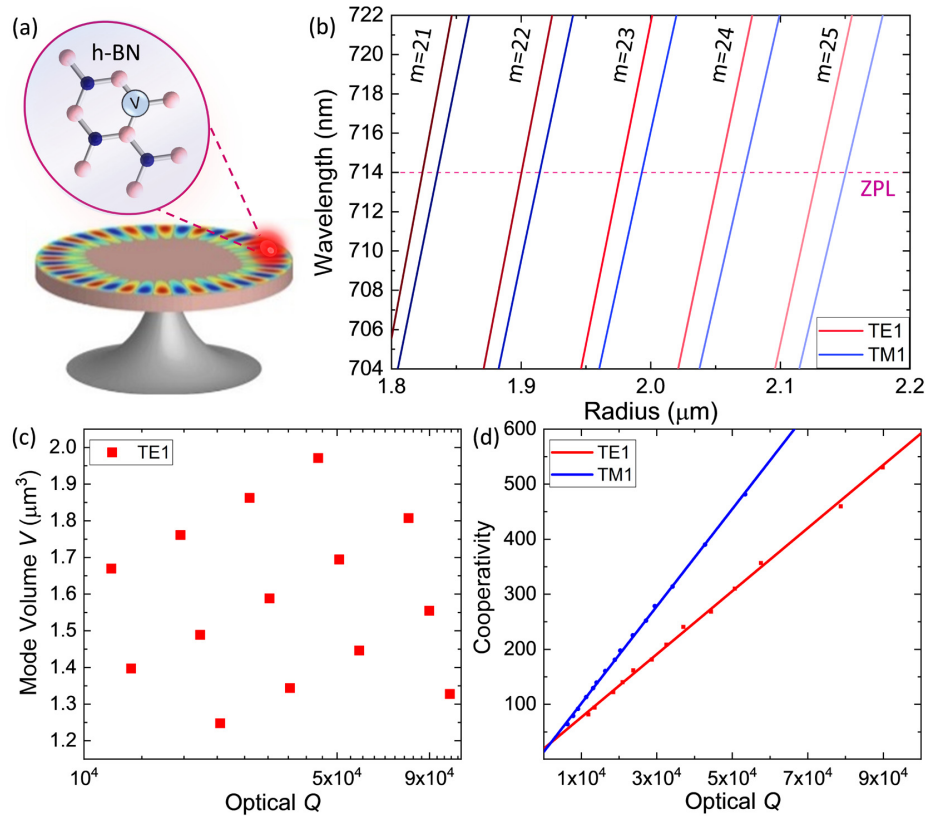 (a)
h-BN
V
(b)
Wavelength (nm)
722
720
718
716
714
712
710
708
706
704
m=21
m=22
m=23
m=24
m=25
ZPL
TE1
TM1
1.8
1.9
2.0
2.1
2.2
Radius (μm)
(c)
Mode Volume V (μm³)
2.0
1.9
1.8
1.7
1.6
1.5
1.4
1.3
1.2
TE1
10⁴
5x10⁴
9x10⁴
Optical Q
(d)
Cooperativity
600
500
400
300
200
100
TE1
TM1
1x10⁴
3x10⁴
5x10⁴
7x10⁴
9x10⁴
Optical Q